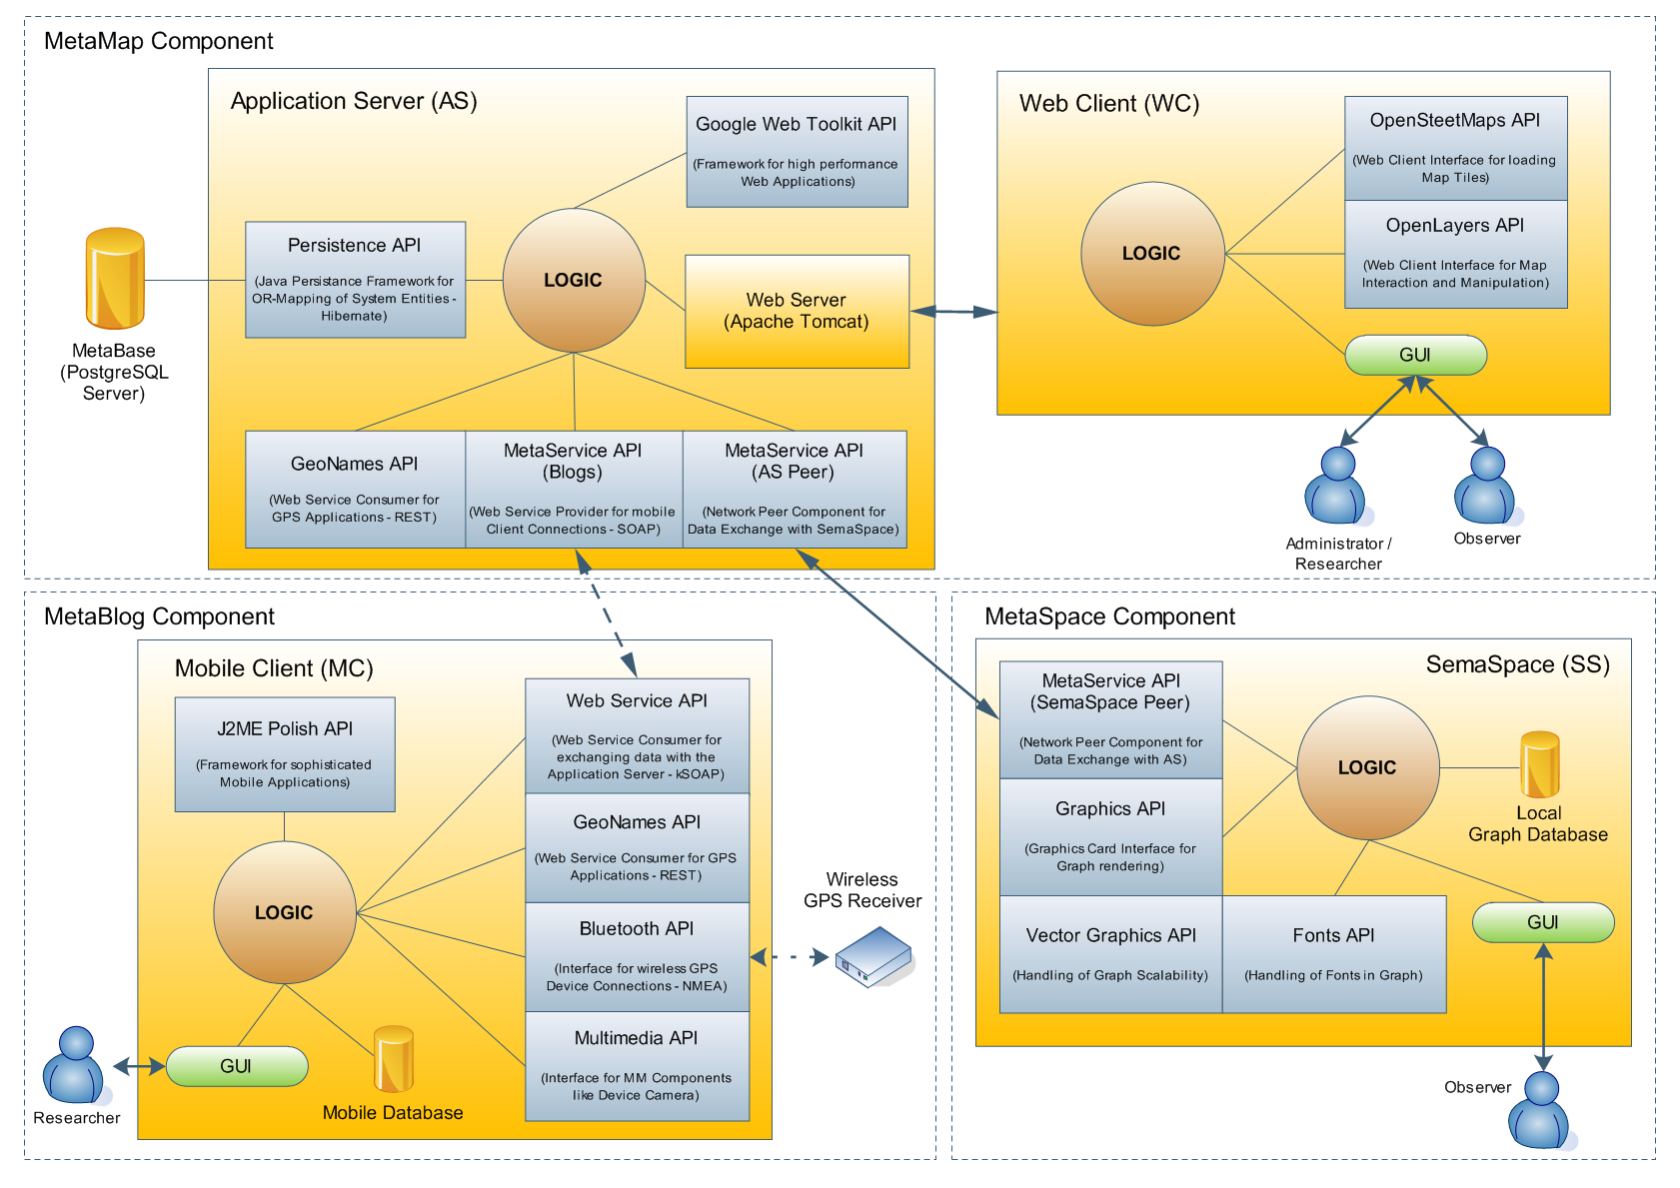 MetaMap Component
Application Server (AS)
Google Web Toolkit API
(Framework for high performance
Web Applications)
Persistence API
(Java Persistance Framework for
OR-Mapping of System Entities -
Hibernate)
LOGIC
Web Server
(Apache Tomcat)
MetaBase
(PostgreSQL
Server)
GeoNames API
(Web Service Consumer for
GPS Applications - REST)
MetaService API
(Blogs)
(Web Service Provider for mobile
Client Connections - SOAP)
MetaService API
(AS Peer)
(Network Peer Component for
Data Exchange with SemaSpace)
Web Client (WC)
OpenSteetMaps API
(Web Client Interface for loading
Map Tiles)
LOGIC
OpenLayers API
(Web Client Interface for Map
Interaction and Manipulation)
GUI
Administrator /
Researcher
Observer
MetaBlog Component
Mobile Client (MC)
J2ME Polish API
(Framework for sophisticated
Mobile Applications)
LOGIC
Web Service API
(Web Service Consumer for
exchanging data with the
Application Server - kSOAP)
GeoNames API
(Web Service Consumer for GPS
Applications - REST)
Bluetooth API
(Interface for wireless GPS
Device Connections - NMEA)
Multimedia API
(Interface for MM Components
like Device Camera)
Wireless
GPS Receiver
GUI
Researcher
Mobile Database
MetaSpace Component
SemaSpace (SS)
MetaService API
(SemaSpace Peer)
(Network Peer Component for
Data Exchange with AS)
LOGIC
Local
Graph Database
Graphics API
(Graphics Card Interface for
Graph rendering)
Vector Graphics API
(Handling of Graph Scalability)
Fonts API
(Handling of Fonts in Graph)
GUI
Observer